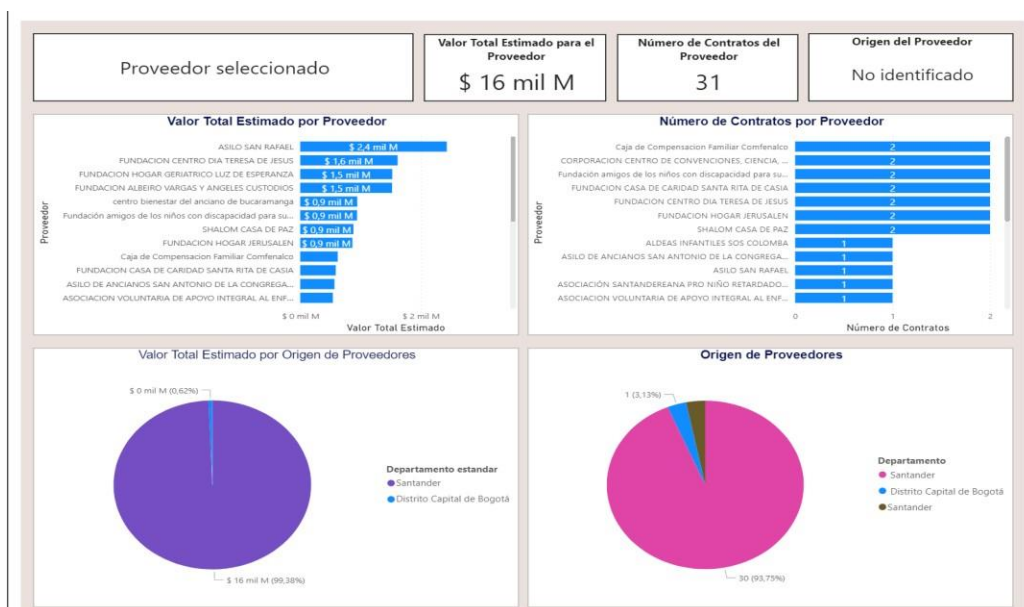 Proveedor seleccionado
Valor Total Estimado para el
Proveedor
$ 16 mil M
Número de Contratos del
Proveedor
31
Origen del Proveedor
No identificado
Valor Total Estimado por Proveedor
Proveedor
ASILO SAN RAFAEL
$ 2,4 mil M
FUNDACION CENTRO DIA TERESA DE JESUS
$ 1,6 mil M
FUNDACION HOGAR GERIATRICO LUZ DE ESPERANZA
$ 1,5 mil M
FUNDACION ALBEIRO VARGAS Y ANGELES CUSTODIOS
$ 1,5 mil M
centro bienestar del anciano de bucaramanga
$ 0,9 mil M
Fundación amigos de los niños con discapacidad para su...
$ 0,9 mil M
SHALOM CASA DE PAZ
$ 0,9 mil M
FUNDACION HOGAR JERUSALEN
$ 0,9 mil M
Caja de Compensacion Familiar Comfenalco
FUNDACION CASA DE CARIDAD SANTA RITA DE CASIA
ASILO DE ANCIANOS SAN ANTONIO DE LA CONGREGA...
ASOCIACION VOLUNTARIA DE APOYO INTEGRAL AL ENF...
$ 0 mil M
$ 2 mil M
Valor Total Estimado
Número de Contratos por Proveedor
Proveedor
Caja de Compensacion Familiar Comfenalco
2
CORPORACION CENTRO DE CONVENCIONES, CIENCIA, ...
2
Fundación amigos de los niños con discapacidad para su...
2
FUNDACION CASA DE CARIDAD SANTA RITA DE CASIA
2
FUNDACION CENTRO DIA TERESA DE JESUS
2
FUNDACION HOGAR JERUSALEN
2
SHALOM CASA DE PAZ
2
ALDEAS INFANTILES SOS COLOMBA
1
ASILO DE ANCIANOS SAN ANTONIO DE LA CONGREGA...
1
ASILO SAN RAFAEL
1
ASOCIACIÓN SANTANDEREANA PRO NIÑO RETARDADO...
1
ASOCIACION VOLUNTARIA DE APOYO INTEGRAL AL ENF...
1
0
1
2
Número de Contratos
Valor Total Estimado por Origen de Proveedores
$ 0 mil M (0,62%)
$ 16 mil M (99,38%)
Departamento estandar
Santander
Distrito Capital de Bogotá
Origen de Proveedores
1 (3,13%)
30 (93,75%)
Departamento
Santander
Distrito Capital de Bogotá
Santander